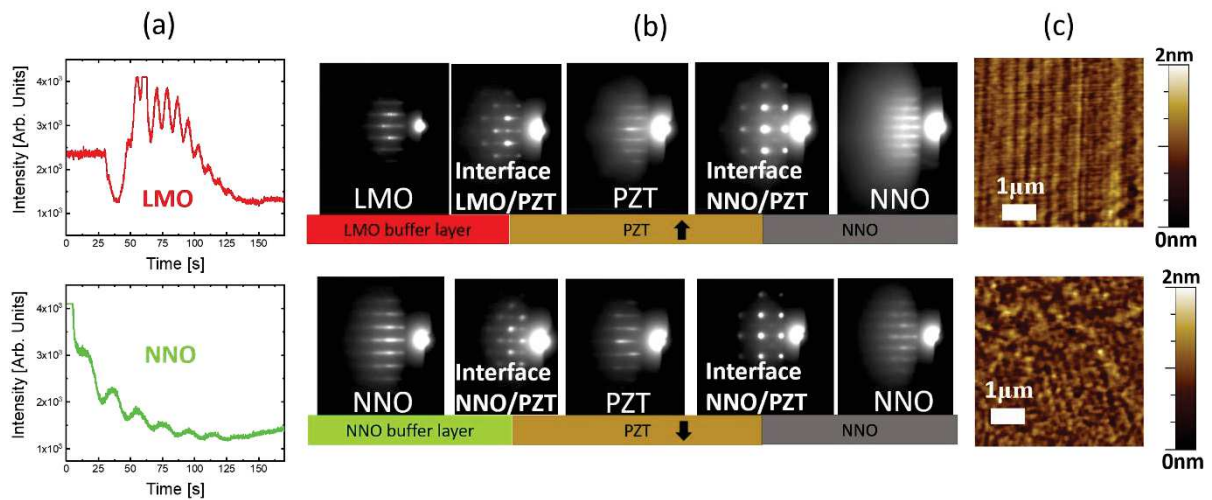 (a)
(b)
(c)
Intensity [Arb. Units]
4x10³
3x10³
2x10³
1x10³
LMO
0 25 50 75 100 125 150
Time [s]
LMO
Interface
LMO/PZT
PZT
Interface
NNO/PZT
NNO
LMO buffer layer
PZT
NNO
1µm
2nm
0nm
Intensity [Arb. Units]
4x10³
3x10³
2x10³
1x10³
NNO
0 25 50 75 100 125 150
Time [s]
NNO
Interface
NNO/PZT
PZT
Interface
NNO/PZT
NNO
NNO buffer layer
PZT
NNO
1µm
2nm
0nm